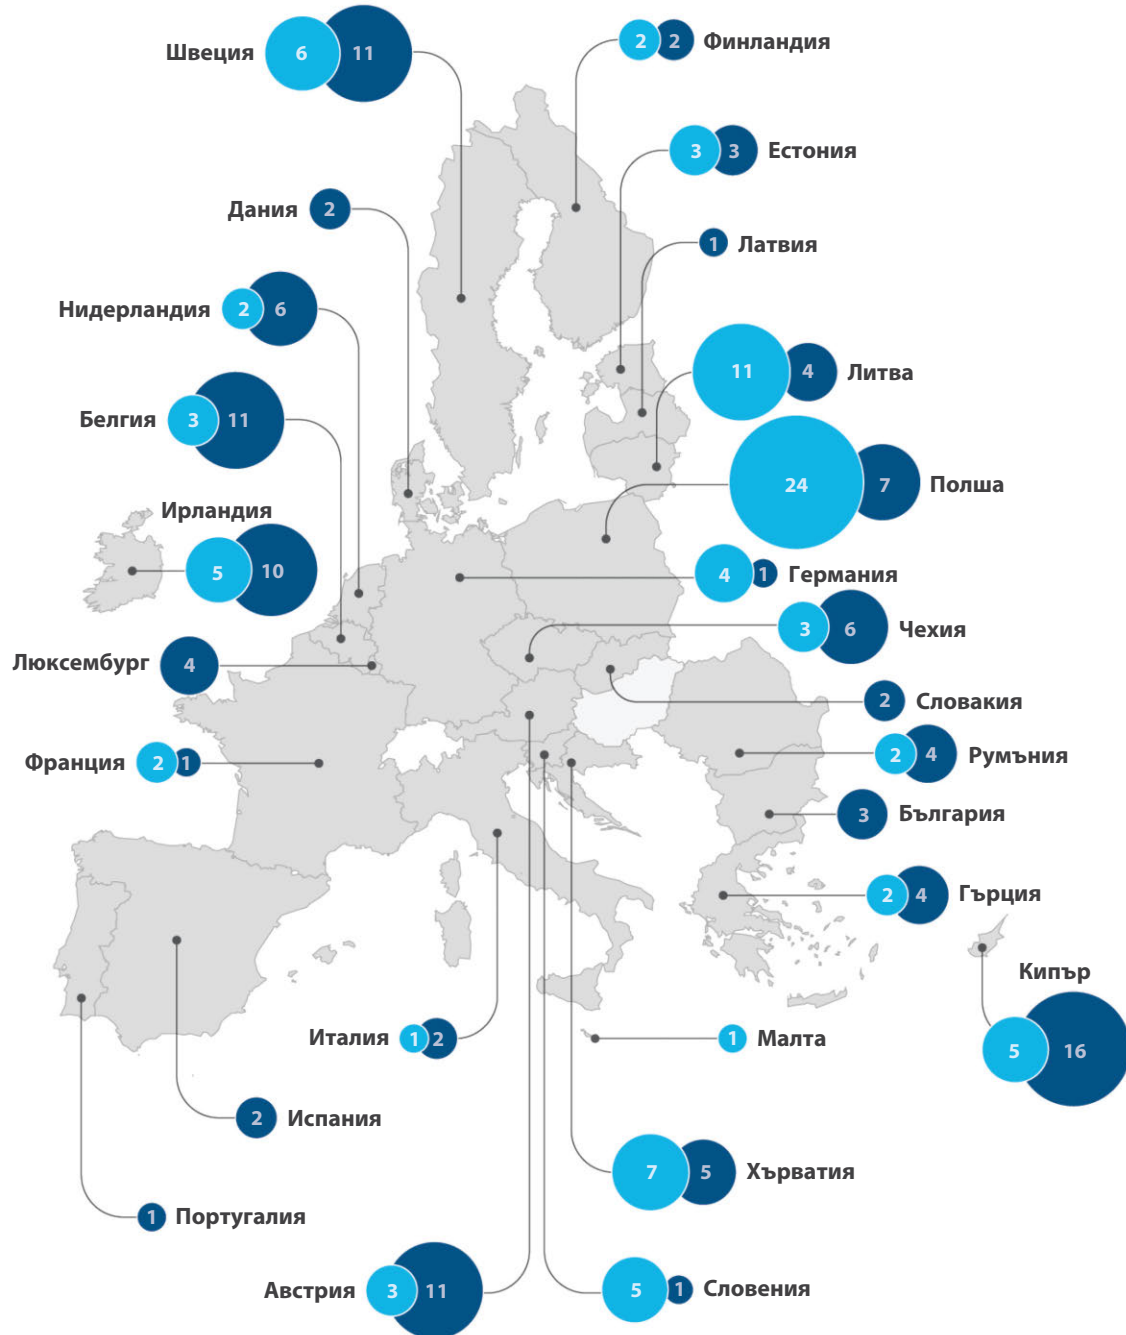 Швеция 6 11
2 2 Финландия
3 3 Естония
Дания 2
1 Латвия
Нидерландия 2 6
11 4 Литва
Белгия 3 11
24 7 Полша
Ирландия
5 10
4 1 Германия
3 6 Чехия
Люксембург 4
2 Словакия
Франция 2 1
2 4 Румъния
3 България
2 4 Гърция
Кипър
5 16
Италия 1 2
1 Малта
2 Испания
7 5 Хърватия
1 Португалия
Австрия 3 11
5 1 Словения